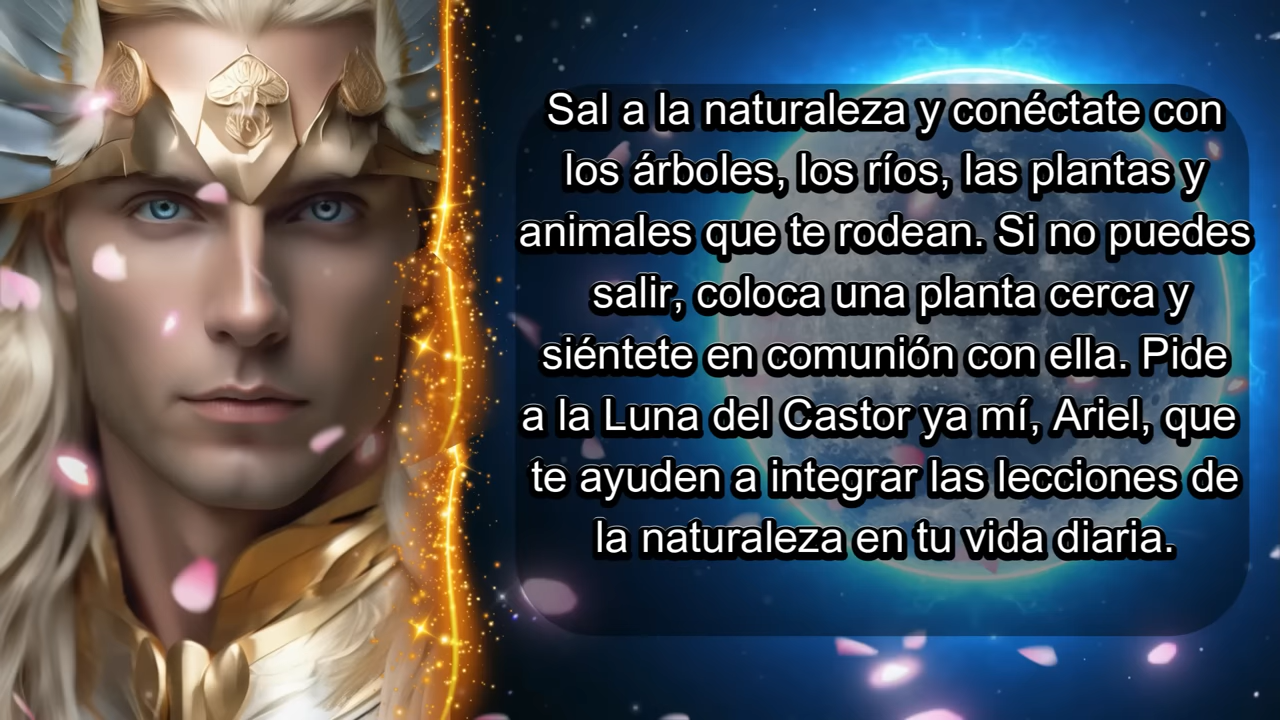 Sal a la naturaleza y conéctate con
los árboles, los ríos, las plantas y
animales que te rodean. Si no puedes
salir, coloca una planta cerca y
siéntete en comunión con ella. Pide
a la Luna del Castor ya mí, Ariel, que
te ayuden a integrar las lecciones de
la naturaleza en tu vida diaria.